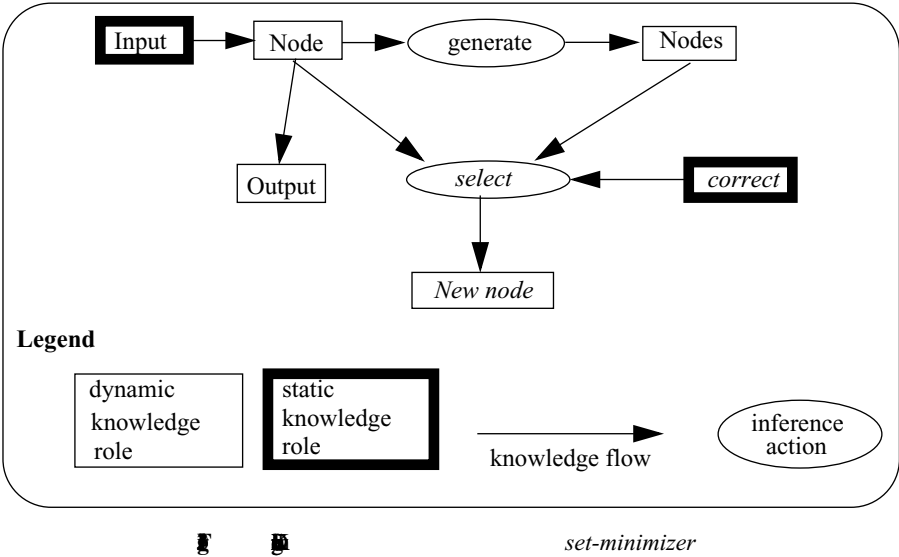 Input
Node
generate
Nodes
Output
select
correct
New node
Legend
dynamic
knowledge
role
static
knowledge
role
knowledge flow
inference
action
set-minimizer